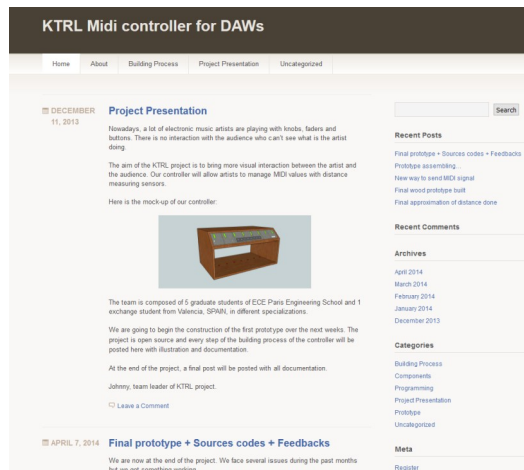 KTRL Midi controller for DAWs
Home About Building Process Project Presentation Uncategorized
DECEMBER
11, 2013
Project Presentation
Nowadays, a lot of electronic music artists are playing with knobs, faders and
buttons. There is no interaction with the audience who can't see what is the artist
doing.
The aim of the KTRL project is to bring more visual interaction between the artist and
the audience. Our controller will allow artists to manage MIDI values with distance
measuring sensors.
Here is the mock-up of our controller:
The team is composed of 5 graduate students of ECE Paris Engineering School and 1
exchange student from Valencia, SPAIN, in different specializations.
We are going to begin the construction of the first prototype over the next weeks. The
project is open source and every step of the building process of the controller will be
posted here with illustration and documentation.
At the end of the project, a final post will be posted with all documentation.
Johnny, team leader of KTRL project.
Leave a Comment
APRIL 7, 2014
Final prototype + Sources codes + Feedbacks
We are now at the end of the project. We face several issues during the past months
but we got something working
Search
Recent Posts
Final prototype + Sources codes + Feedbacks
Prototype assembling...
New way to send MIDI signal
Final wood prototype built
Final approximation of distance done
Recent Comments
Archives
April 2014
March 2014
February 2014
January 2014
December 2013
Categories
Building Process
Components
Programming
Project Presentation
Prototype
Uncategorized
Meta
Register